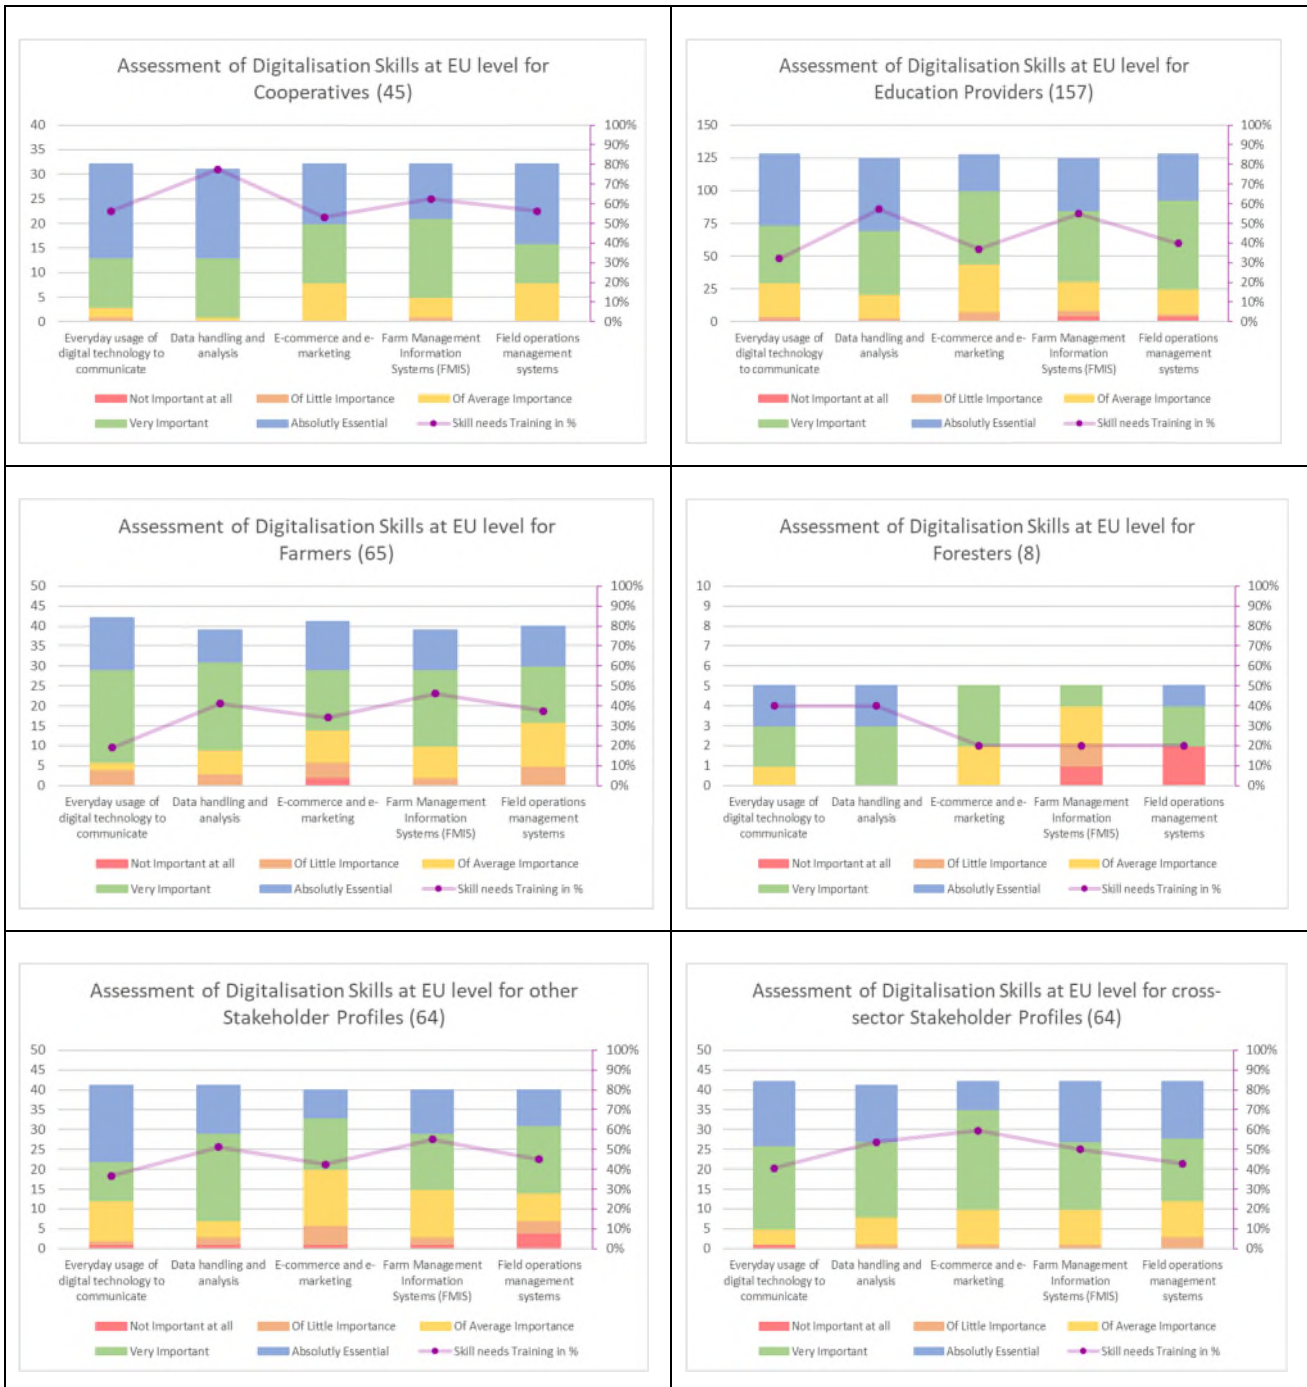 Assessment of Digitalisation Skills at EU level for
Cooperatives (45)
40
35
30
25
20
15
10
5
0
100%
90%
80%
70%
60%
50%
40%
30%
20%
10%
0%
Everyday usage of
digital technology to
communicate
Data handling and
analysis
E-commerce and e-
marketing
Farm Management
Information
Systems (FMIS)
Field operations
management
systems
Not Important at all
Of Little Importance
Of Average Importance
Very Important
Absolutly Essential
Skill needs Training in %
Assessment of Digitalisation Skills at EU level for
Education Providers (157)
150
125
100
75
50
25
0
100%
90%
80%
70%
60%
50%
40%
30%
20%
10%
0%
Everyday usage of
digital technology
to communicate
Data handling and
analysis
E-commerce and e-
marketing
Farm Management
Information
Systems (FMIS)
Field operations
management
systems
Not Important at all
Of Little Importance
Of Average Importance
Very Important
Absolutly Essential
Skill needs Training in %
Assessment of Digitalisation Skills at EU level for
Farmers (65)
50
45
40
35
30
25
20
15
10
5
0
100%
90%
80%
70%
60%
50%
40%
30%
20%
10%
0%
Everyday usage of
digital technology to
communicate
Data handling and
analysis
E-commerce and e-
marketing
Farm Management
Information
Systems (FMIS)
Field operations
management
systems
Not Important at all
Of Little Importance
Of Average Importance
Very Important
Absolutly Essential
Skill needs Training in %
Assessment of Digitalisation Skills at EU level for
Foresters (8)
10
9
8
7
6
5
4
3
2
1
0
100%
90%
80%
70%
60%
50%
40%
30%
20%
10%
0%
Everyday usage of
digital technology to
communicate
Data handling and
analysis
E-commerce and e-
marketing
Farm Management
Information
Systems (FMIS)
Field operations
management
systems
Not Important at all
Of Little Importance
Of Average Importance
Very Important
Absolutly Essential
Skill needs Training in %
Assessment of Digitalisation Skills at EU level for other
Stakeholder Profiles (64)
50
45
40
35
30
25
20
15
10
5
0
100%
90%
80%
70%
60%
50%
40%
30%
20%
10%
0%
Everyday usage of
digital technology to
communicate
Data handling and
analysis
E-commerce and e-
marketing
Farm Management
Information
Systems (FMIS)
Field operations
management
systems
Not Important at all
Of Little Importance
Of Average Importance
Very Important
Absolutly Essential
Skill needs Training in %
Assessment of Digitalisation Skills at EU level for cross-
sector Stakeholder Profiles (64)
50
45
40
35
30
25
20
15
10
5
0
100%
90%
80%
70%
60%
50%
40%
30%
20%
10%
0%
Everyday usage of
digital technology to
communicate
Data handling and
analysis
E-commerce and e-
marketing
Farm Management
Information
Systems (FMIS)
Field operations
management
systems
Not Important at all
Of Little Importance
Of Average Importance
Very Important
Absolutly Essential
Skill needs Training in %